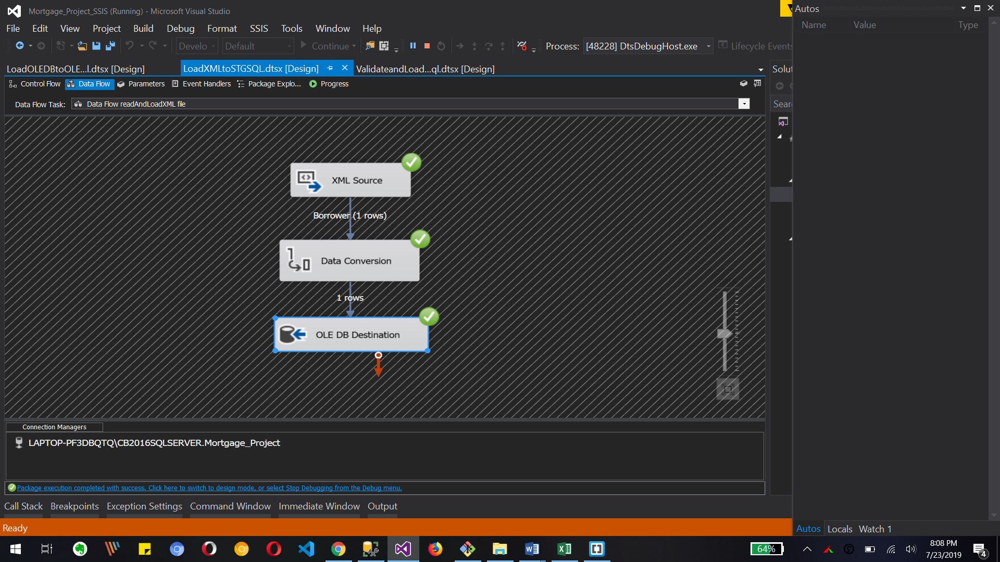 Mortgage_Project_SSIS (Running) - Microsoft Visual Studio
File Edit View Project Build Debug Format SSIS Tools Window Help
Develo Default Continue Process: [48228] DtsDebugHost.exe Lifecycle Events
LoadOLEDBtoOLE...l.dtsx [Design] LoadXMLtoSTGSQL.dtsx [Design] ValidateandLoad...ql.dtsx [Design]
Control Flow Data Flow Parameters Event Handlers Package Explo... Progress
Data Flow Task: Data Flow readAndLoadXML file
XML Source
Borrower (1 rows)
Data Conversion
1 rows
OLE DB Destination
Connection Managers
LAPTOP-PF3DBQTQ\CB2016SQLSERVER.Mortgage_Project
Package execution completed with success. Click here to switch to design mode, or select Stop Debugging from the Debug menu.
Call Stack Breakpoints Exception Settings Command Window Immediate Window Output
Ready
Solut
Sear
Autos
Name Value Type
Autos Locals Watch 1
64%
8:08 PM
7/23/2019
4